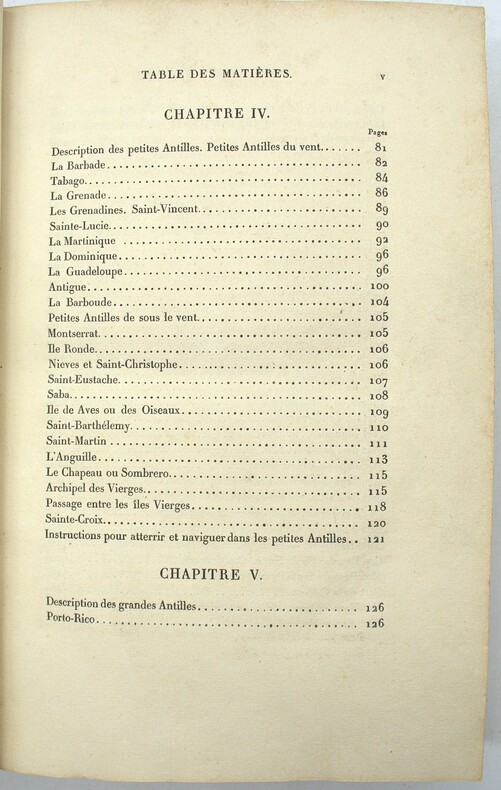 TABLE DES MATIÈRES. v
CHAPITRE IV.
Pages
Description des petites Antilles. Petites Antilles du vent....... 81
La Barbade........................................ 82
Tabago........................................ 84
La Grenade........................................ 86
Les Grenadines. Saint-Vincent........................... 89
Sainte-Lucie........................................ 90
La Martinique ................................... 92
La Dominique................................... 96
La Guadeloupe................................... 96
Antigue........................................ 100
La Barboude................................... 104
Petites Antilles de sous le vent........................... 105
Montserrat........................................ 105
Ile Ronde........................................ 106
Nieves et Saint-Christophe........................... 106
Saint-Eustache................................... 107
Saba........................................ 108
Ile de Aves ou des Oiseaux........................... 109
Saint-Barthélemy................................... 110
Saint-Martin ................................... 111
L'Anguille........................................ 113
Le Chapeau ou Sombrero........................... 115
Archipel des Vierges................................... 115
Passage entre les îles Vierges........................... 118
Sainte-Croix........................................ 120
Instructions pour atterrir et naviguer dans les petites Antilles.. 121
CHAPITRE V.
Description des grandes Antilles........................... 126
Porto-Rico........................................ 126